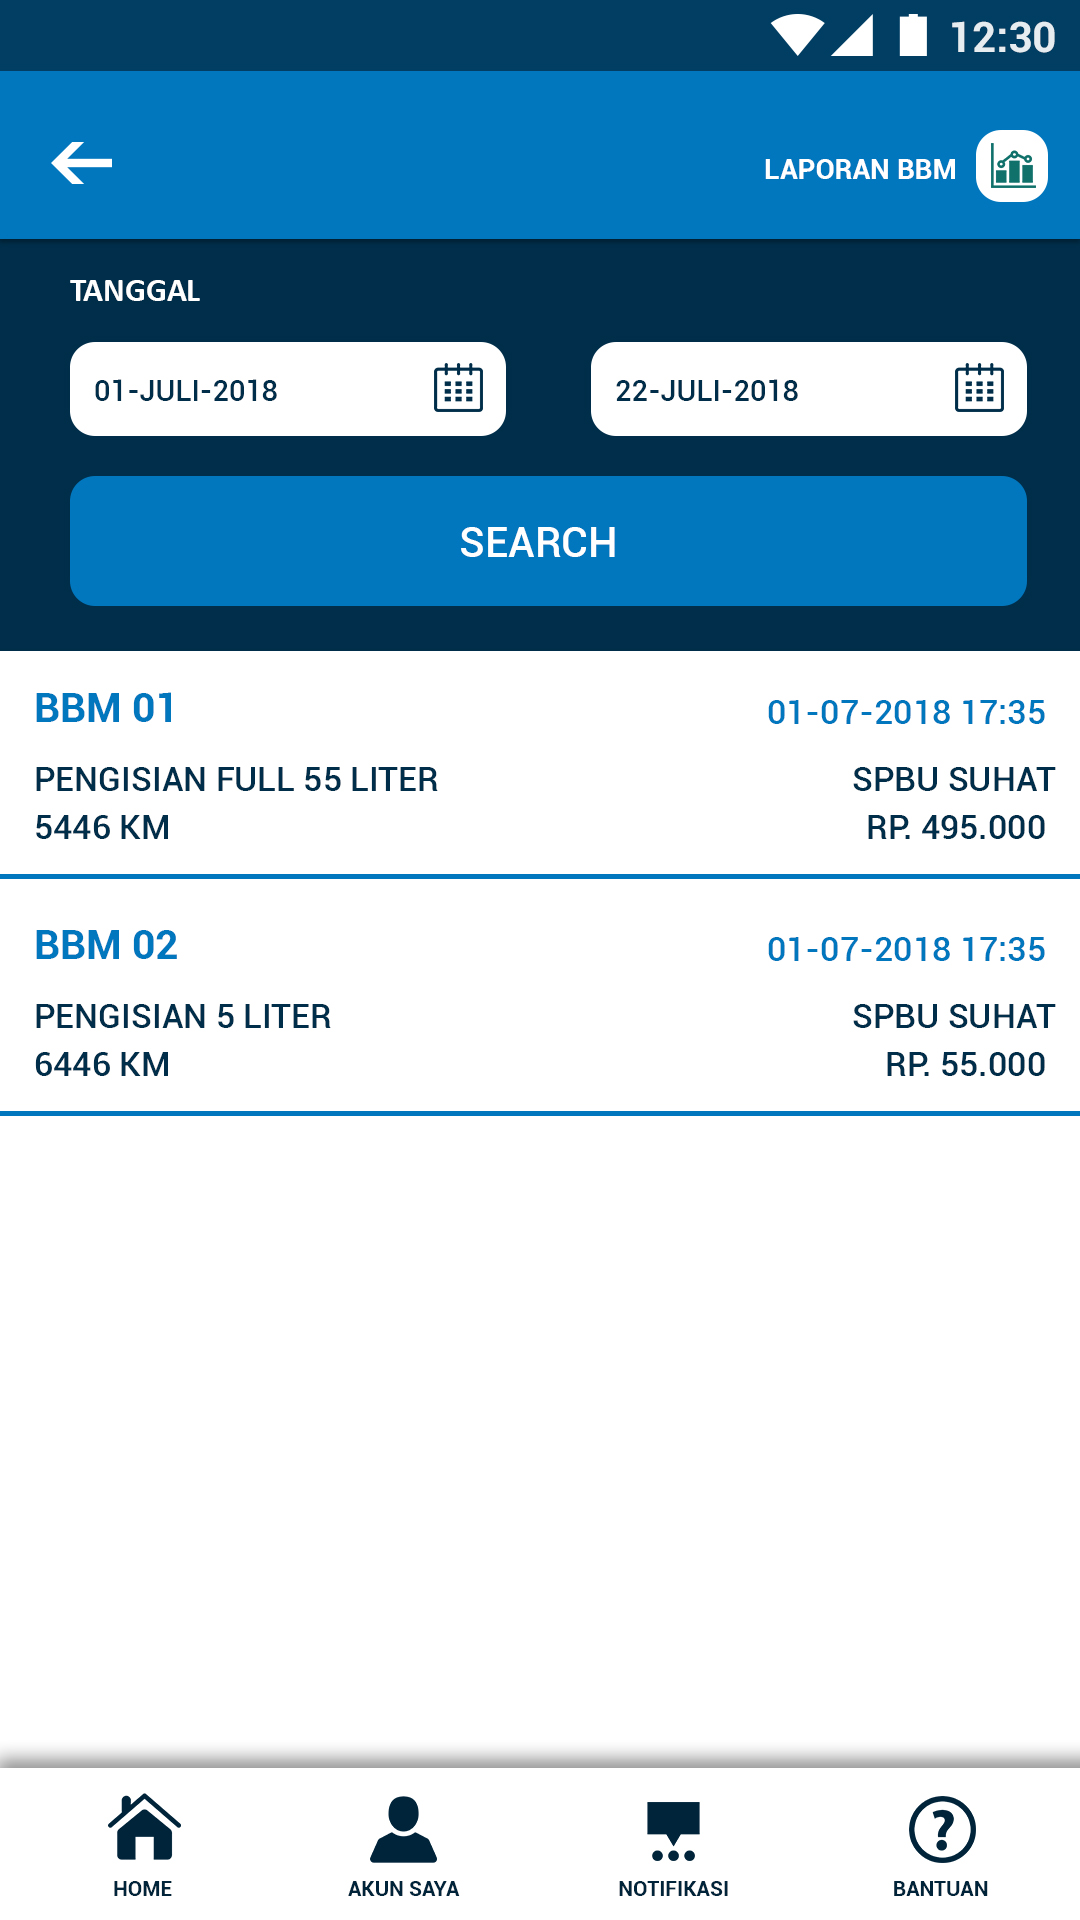 12:30
LAPORAN BBM
TANGGAL
01-JULI-2018
22-JULI-2018
SEARCH
BBM 01
01-07-2018 17:35
PENGISIAN FULL 55 LITER
SPBU SUHAT
5446 KM
RP. 495.000
BBM 02
01-07-2018 17:35
PENGISIAN 5 LITER
SPBU SUHAT
6446 KM
RP. 55.000
HOME
AKUN SAYA
NOTIFIKASI
BANTUAN